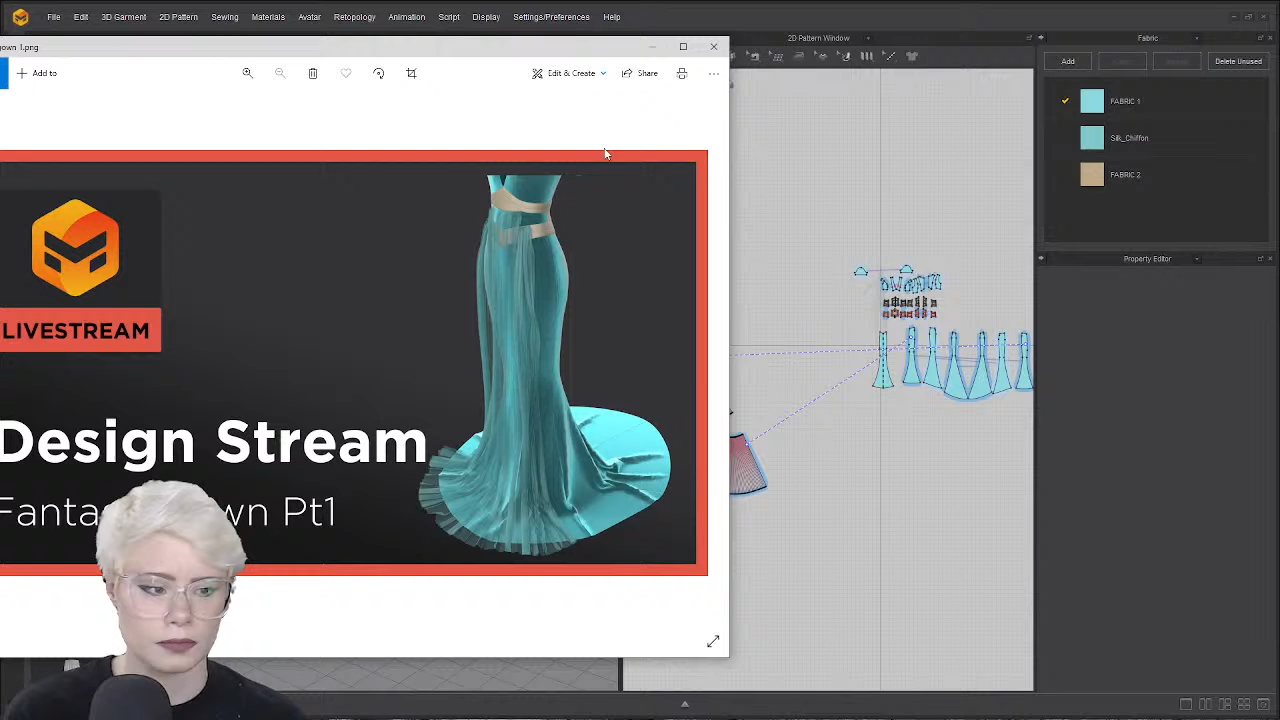 File Edit 3D Garment 2D Pattern Sewing Materials Avatar Retopology Animation Script Display Settings/Preferences Help
own 1.png
2D Pattern Window
Fabric
Add to
Edit & Create
Share
Add
Delete Unused
FABRIC 1
Silk_Chiffon
FABRIC 2
Property Editor
LIVESTREAM
Design Stream
Fanta wn Pt1